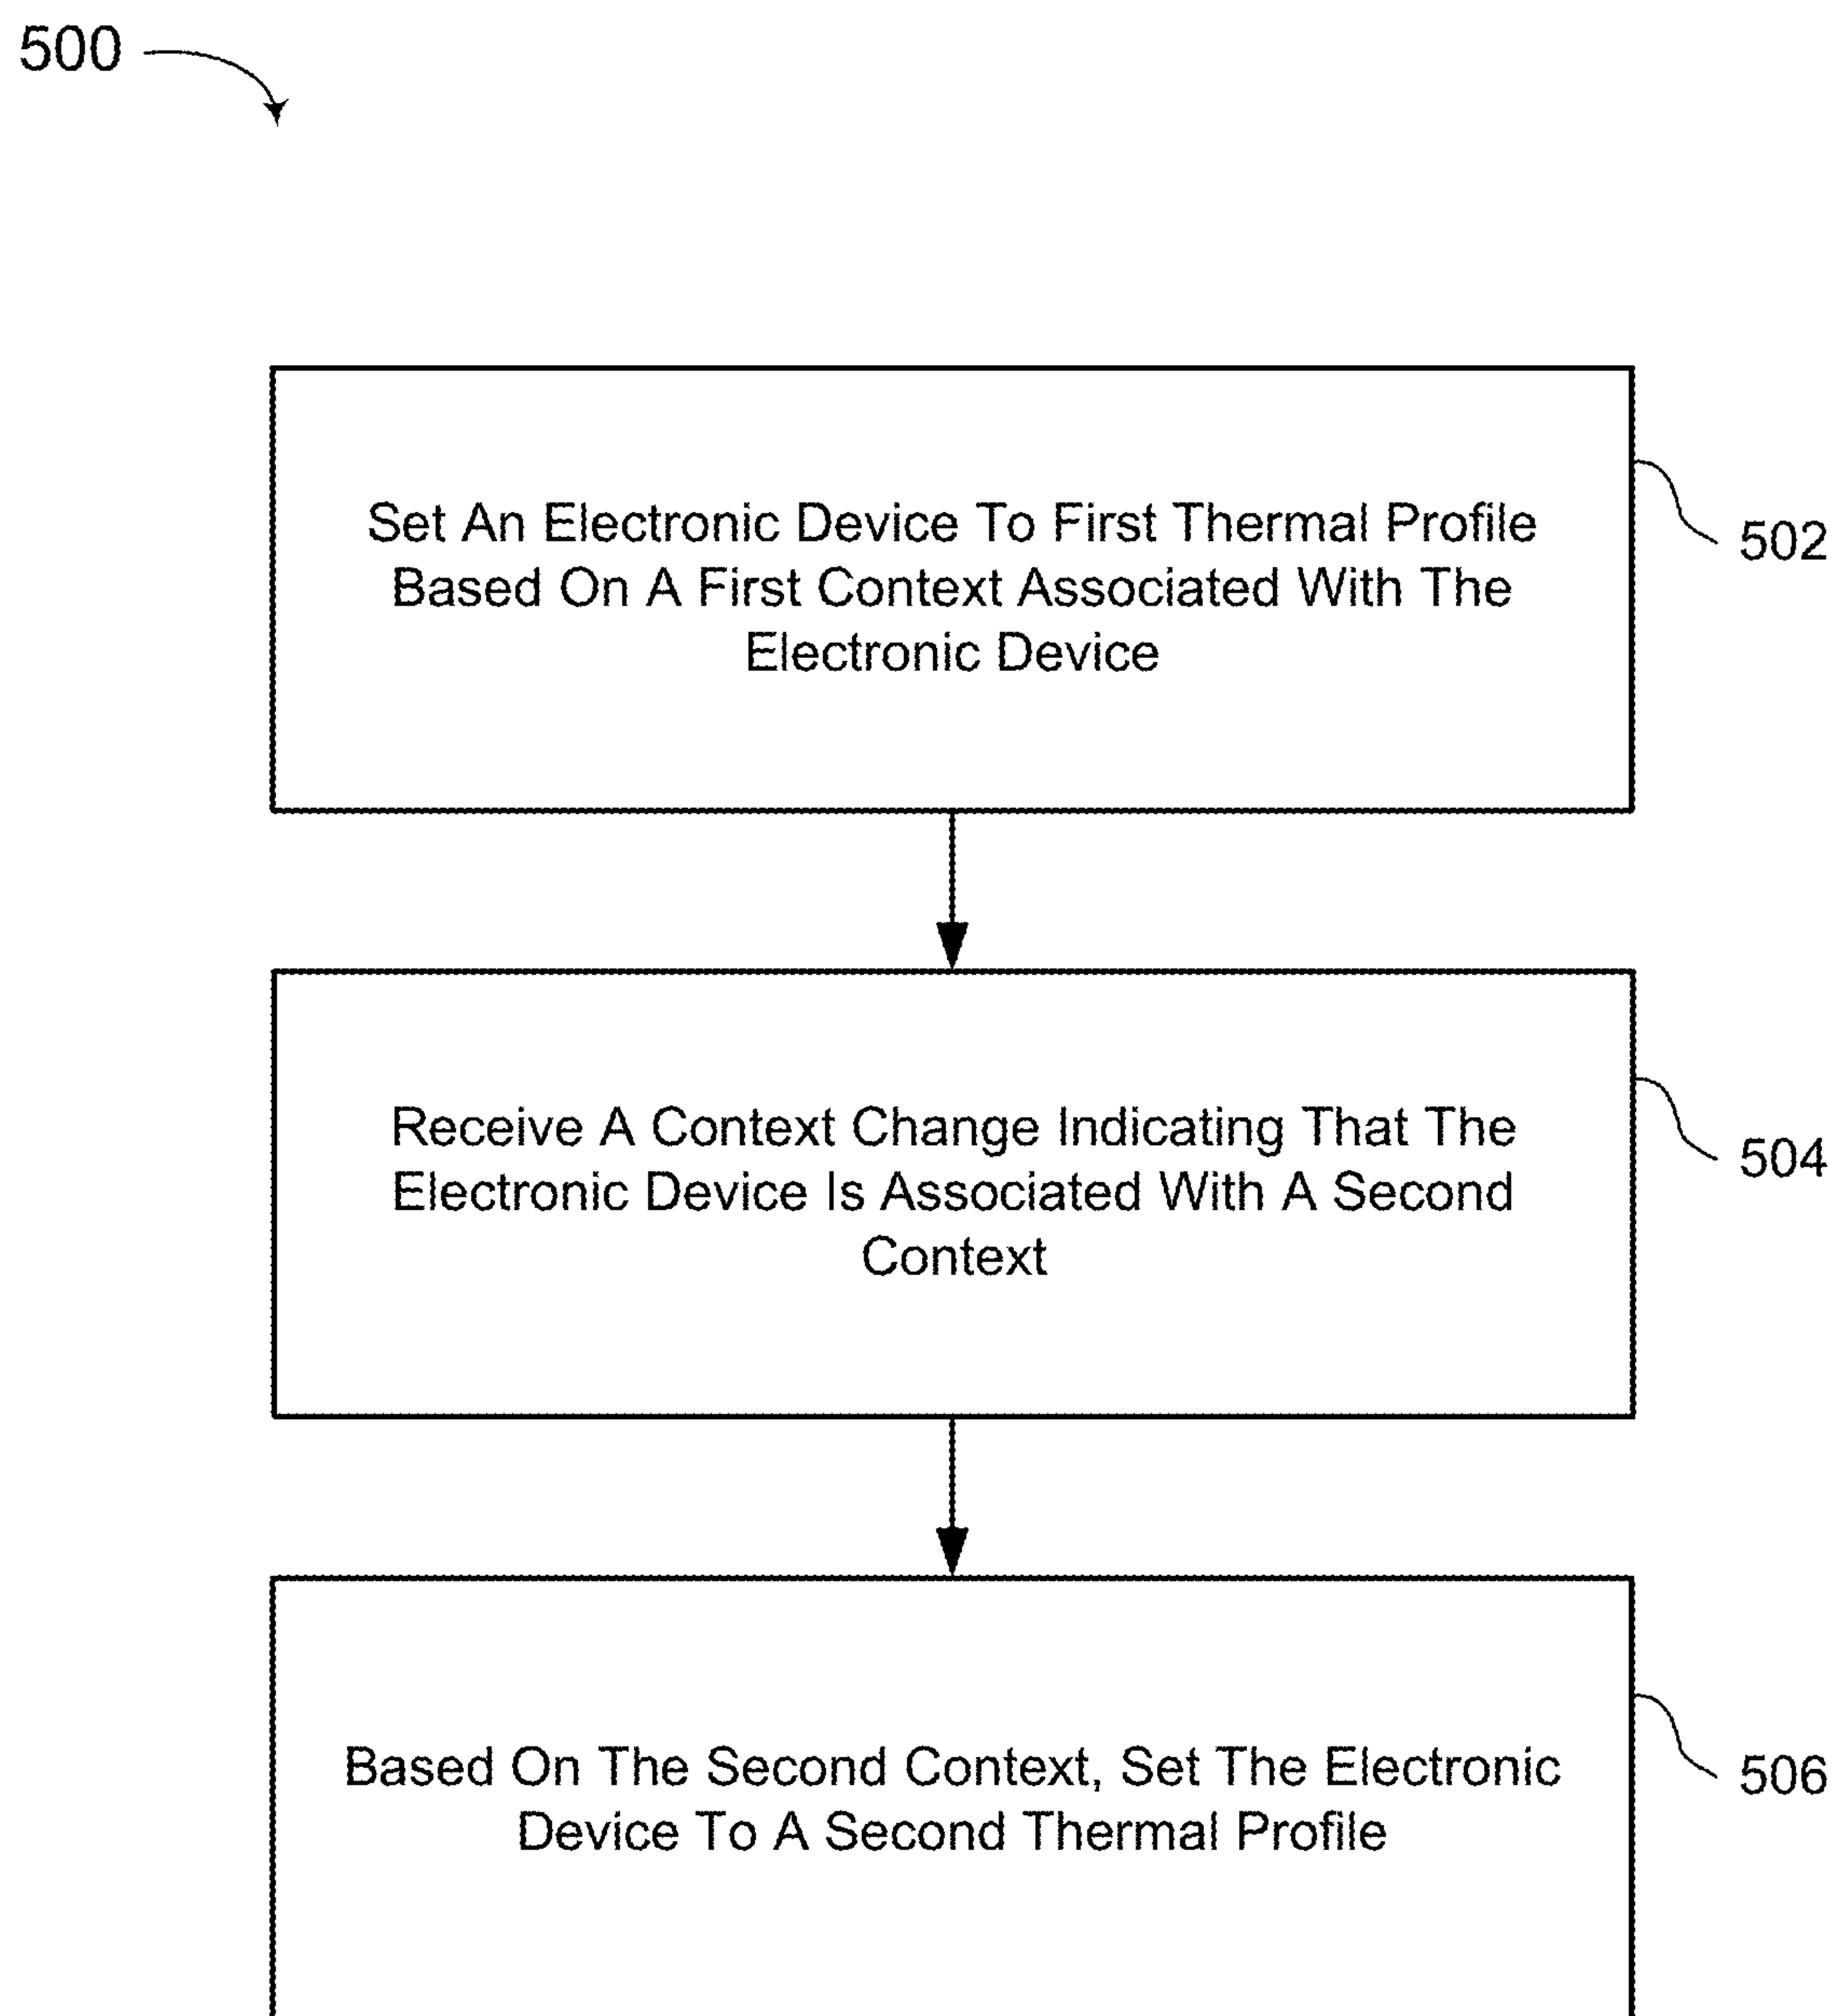 500
Set An Electronic Device To First Thermal Profile
Based On A First Context Associated With The
Electronic Device
502
Receive A Context Change Indicating That The
Electronic Device Is Associated With A Second
Context
504
Based On The Second Context, Set The Electronic
Device To A Second Thermal Profile
506